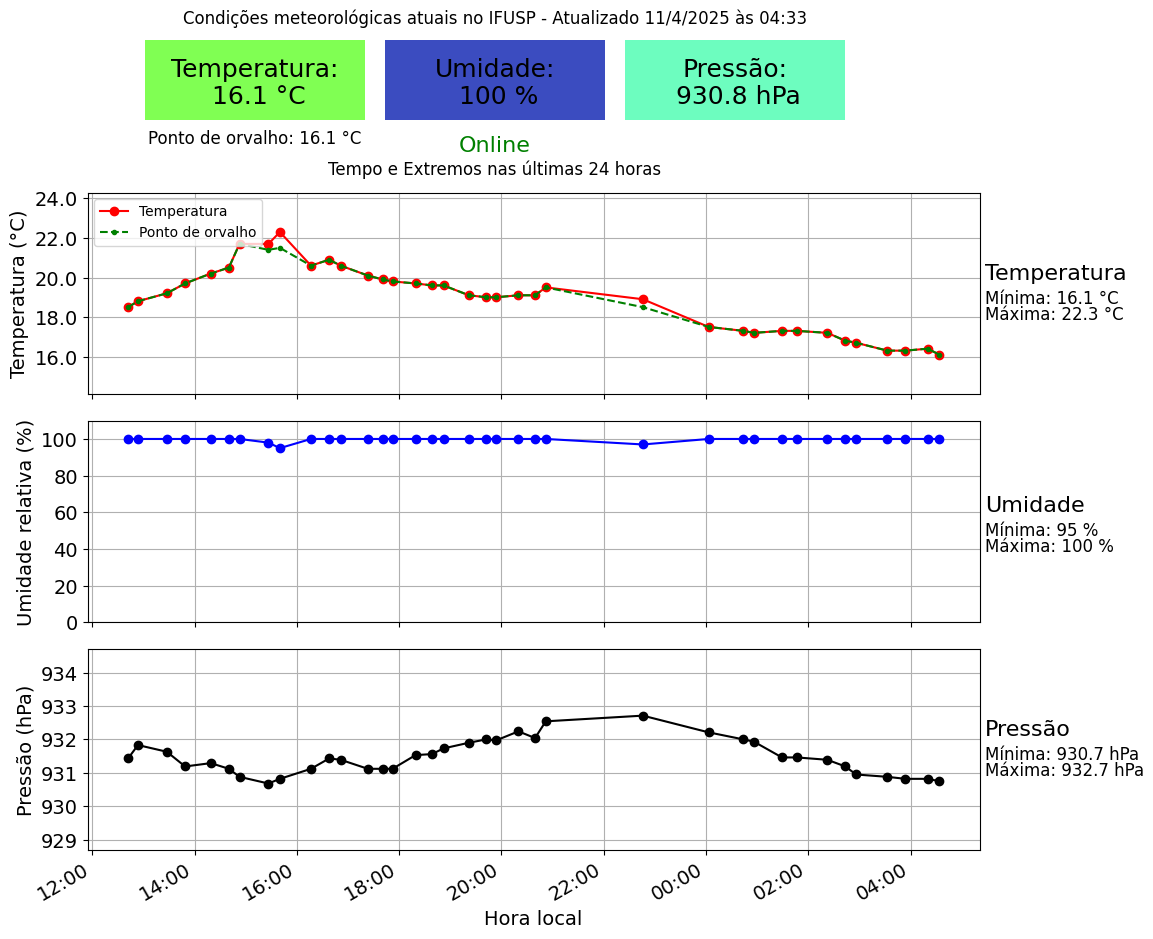 Condições meteorológicas atuais no IFUSP - Atualizado 11/4/2025 às 04:33
Temperatura:
16.1 °C
Umidade:
100 %
Pressão:
930.8 hPa
Ponto de orvalho: 16.1 °C
Online
Tempo e Extremos nas últimas 24 horas
Temperatura (°C)
24.0
22.0
20.0
18.0
16.0
Temperatura
Ponto de orvalho
Temperatura
Mínima: 16.1 °C
Máxima: 22.3 °C
Umidade relativa (%)
100
80
60
40
20
0
Umidade
Mínima: 95 %
Máxima: 100 %
Pressão (hPa)
934
933
932
931
930
929
Pressão
Mínima: 930.7 hPa
Máxima: 932.7 hPa
12:00
14:00
16:00
18:00
20:00
22:00
00:00
02:00
04:00
Hora local